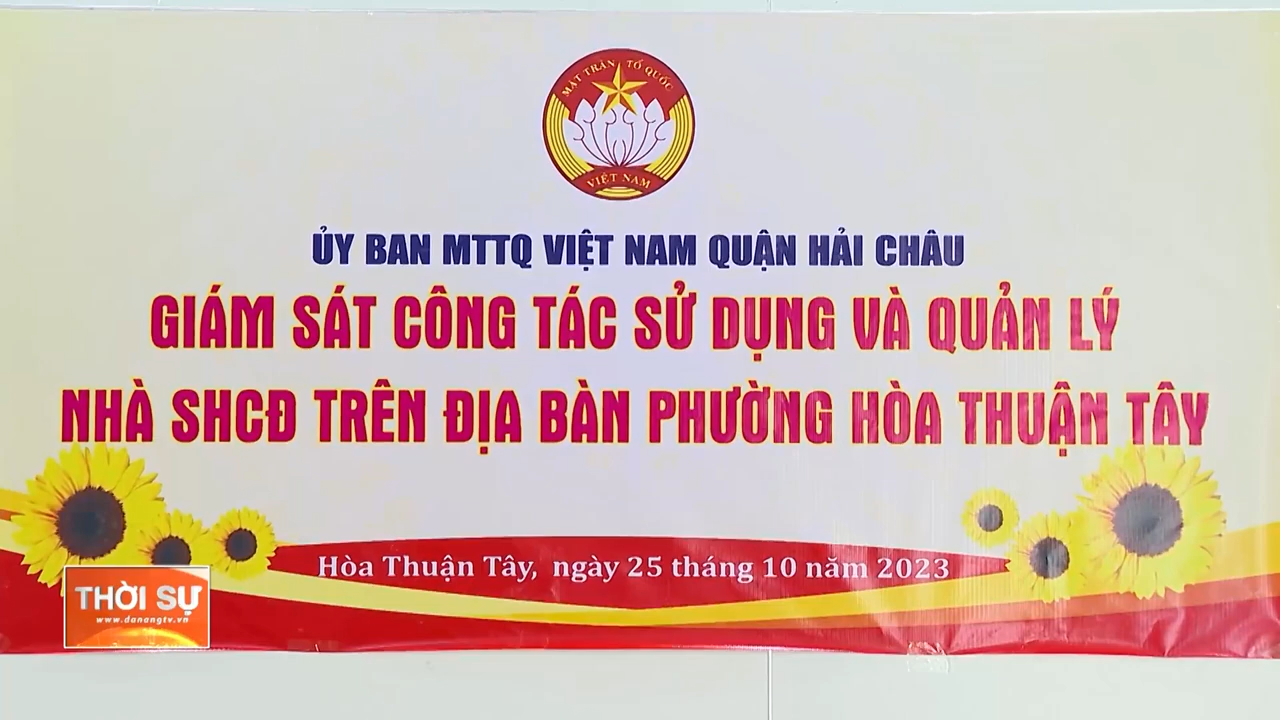 MẶT TRẬN TỔ QUỐC
VIỆT NAM
ỦY BAN MTTQ VIỆT NAM QUẬN HẢI CHÂU
GIÁM SÁT CÔNG TÁC SỬ DỤNG VÀ QUẢN LÝ
NHÀ SHCĐ TRÊN ĐỊA BÀN PHƯỜNG HÒA THUẬN TÂY
Hòa Thuận Tây, ngày 25 tháng 10 năm 2023
THỜI SỰ
www.danangtv.vn